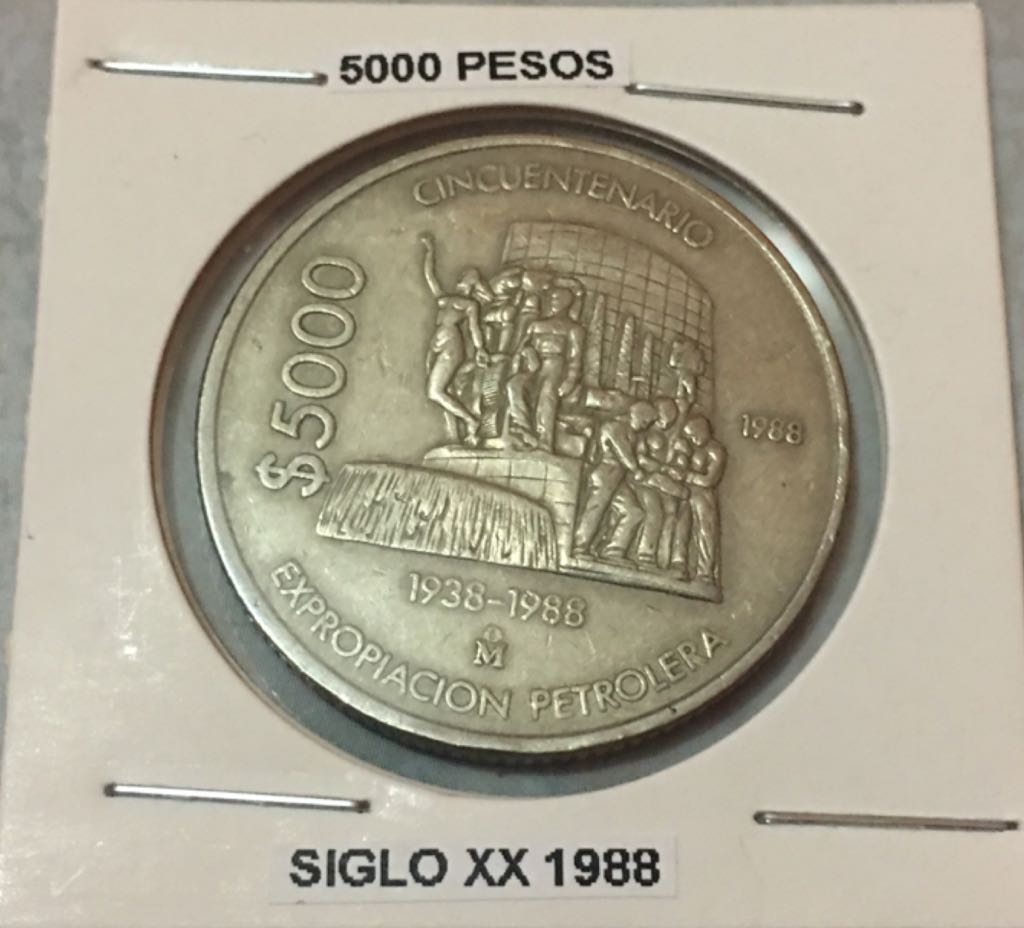 5000 PESOS
CINCUENTENARIO
$5000
1988
1938-1988
M
EXPROPIACION PETROLERA
SIGLO XX 1988